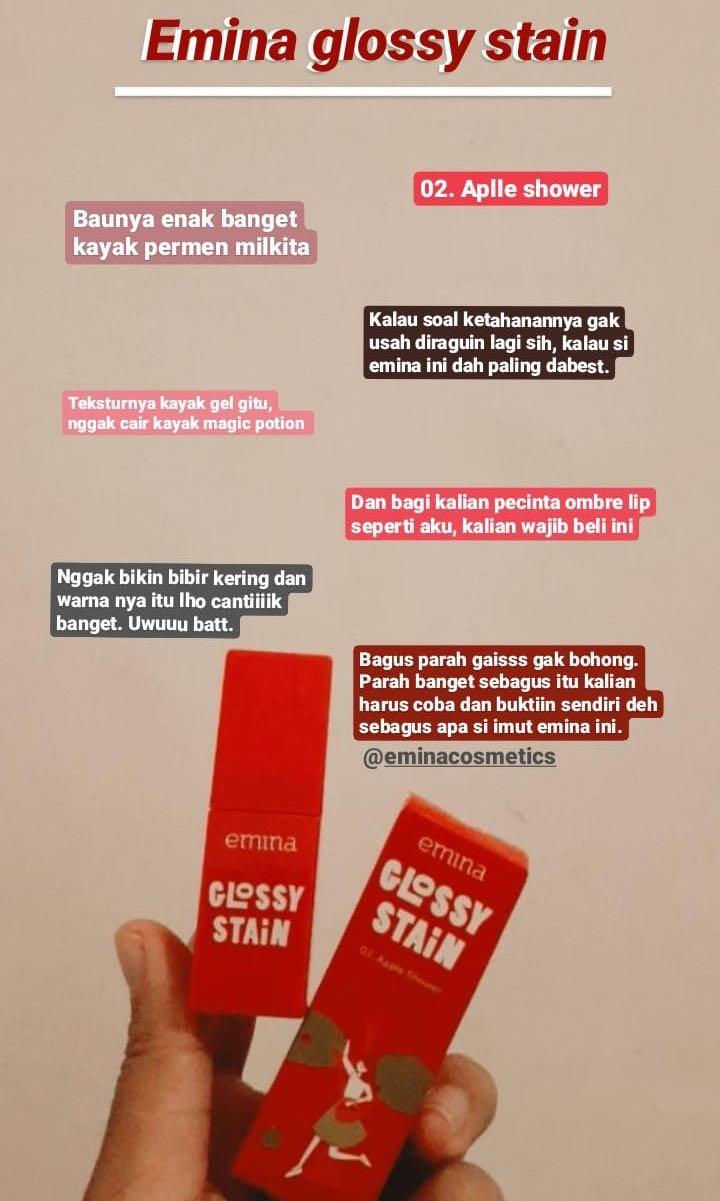 Emina glossy stain
02. Aplle shower
Baunya enak banget
kayak permen milkita
Kalau soal ketahanannya gak
usah diraguin lagi sih, kalau si
emina ini dah paling dabest.
Teksturnya kayak gel gitu,
nggak cair kayak magic potion
Dan bagi kalian pecinta ombre lip
seperti aku, kalian wajib beli ini
Nggak bikin bibir kering dan
warna nya itu lho cantiiiik
banget. Uwuuu batt.
Bagus parah gaisss gak bohong.
Parah banget sebagus itu kalian
harus coba dan buktiin sendiri deh
sebagus apa si imut emina ini.
@eminacosmetics
emina
GLOSSY
STAiN
emina
GLOSSY
STAiN
02. Apple Shower